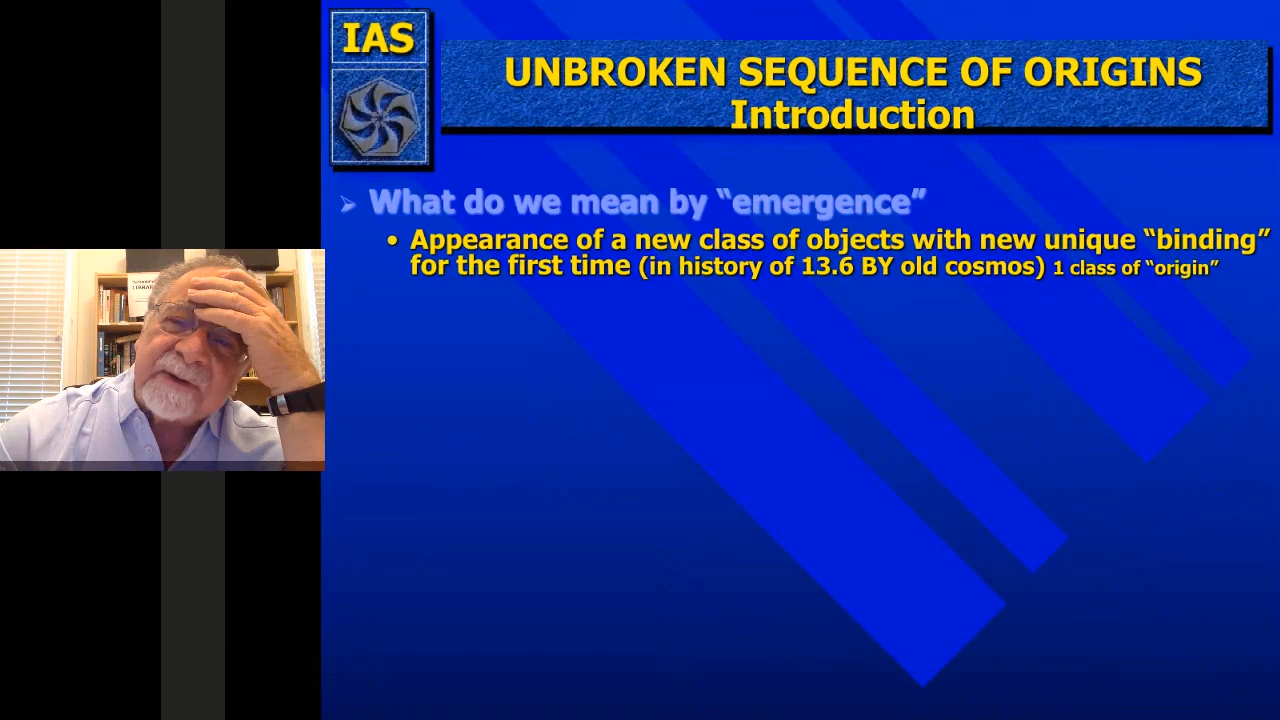 IAS
UNBROKEN SEQUENCE OF ORIGINS
Introduction
What do we mean by “emergence”
• Appearance of a new class of objects with new unique “binding”
for the first time (in history of 13.6 BY old cosmos) 1 class of “origin”